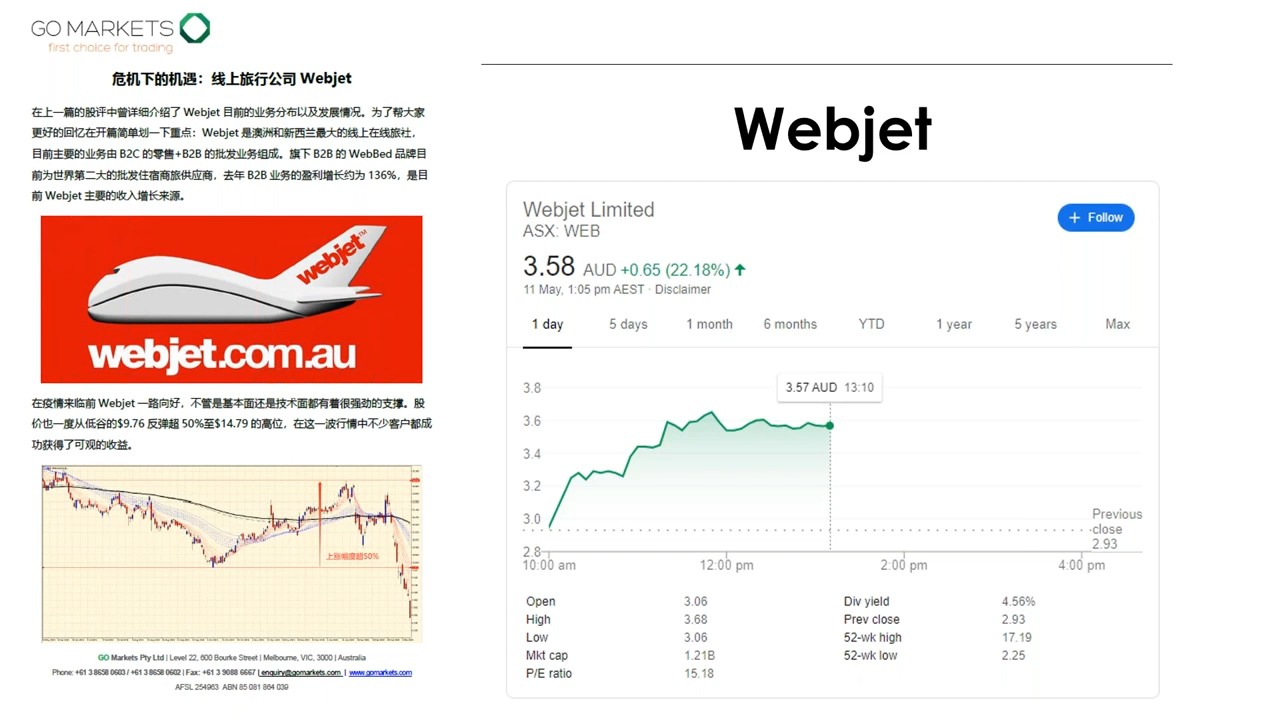 GO MARKETS
first choice for trading
危机下的机遇：线上旅行公司 Webjet
在上一篇的股评中曾详细介绍了 Webjet 目前的业务分布以及发展情况。为了帮大家
更好的回忆在开篇简单划一下重点：Webjet 是澳洲和新西兰最大的线上在线旅社，
目前主要的业务由 B2C 的零售+B2B 的批发业务组成。旗下 B2B 的 WebBed 品牌目
前为世界第二大的批发住宿商旅供应商，去年 B2B 业务的盈利增长约为 136%，是目
前 Webjet 主要的收入增长来源。
webjet™
webjet.com.au
在疫情来临前 Webjet 一路向好，不管是基本面还是技术面都有着很强劲的支撑。股
价也一度从低谷的$9.76 反弹超 50%至$14.79 的高位，在这一波行情中不少客户都成
功获得了可观的收益。
上涨幅度超50%
GO Markets Pty Ltd | Level 22, 600 Bourke Street | Melbourne, VIC, 3000 | Australia
Phone: +61 3 8658 0603 / +61 3 8658 0602 | Fax: +61 3 9088 6667 | enquiry@gomarkets.com | www.gomarkets.com
AFSL 254963 ABN 85 081 864 039
Webjet
Webjet Limited
ASX: WEB
+ Follow
3.58 AUD +0.65 (22.18%)
11 May, 1:05 pm AEST · Disclaimer
1 day 5 days 1 month 6 months YTD 1 year 5 years Max
3.57 AUD 13:10
3.8
3.6
3.4
3.2
3.0
2.8
Previous
close
2.93
10:00 am 12:00 pm 2:00 pm 4:00 pm
Open 3.06 Div yield 4.56%
High 3.68 Prev close 2.93
Low 3.06 52-wk high 17.19
Mkt cap 1.21B 52-wk low 2.25
P/E ratio 15.18